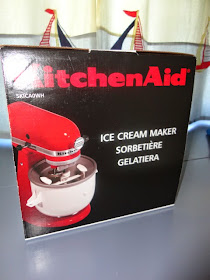 KitchenAid®
5KICA0WH
ICE CREAM MAKER
SORBETIÈRE
GELATIERA